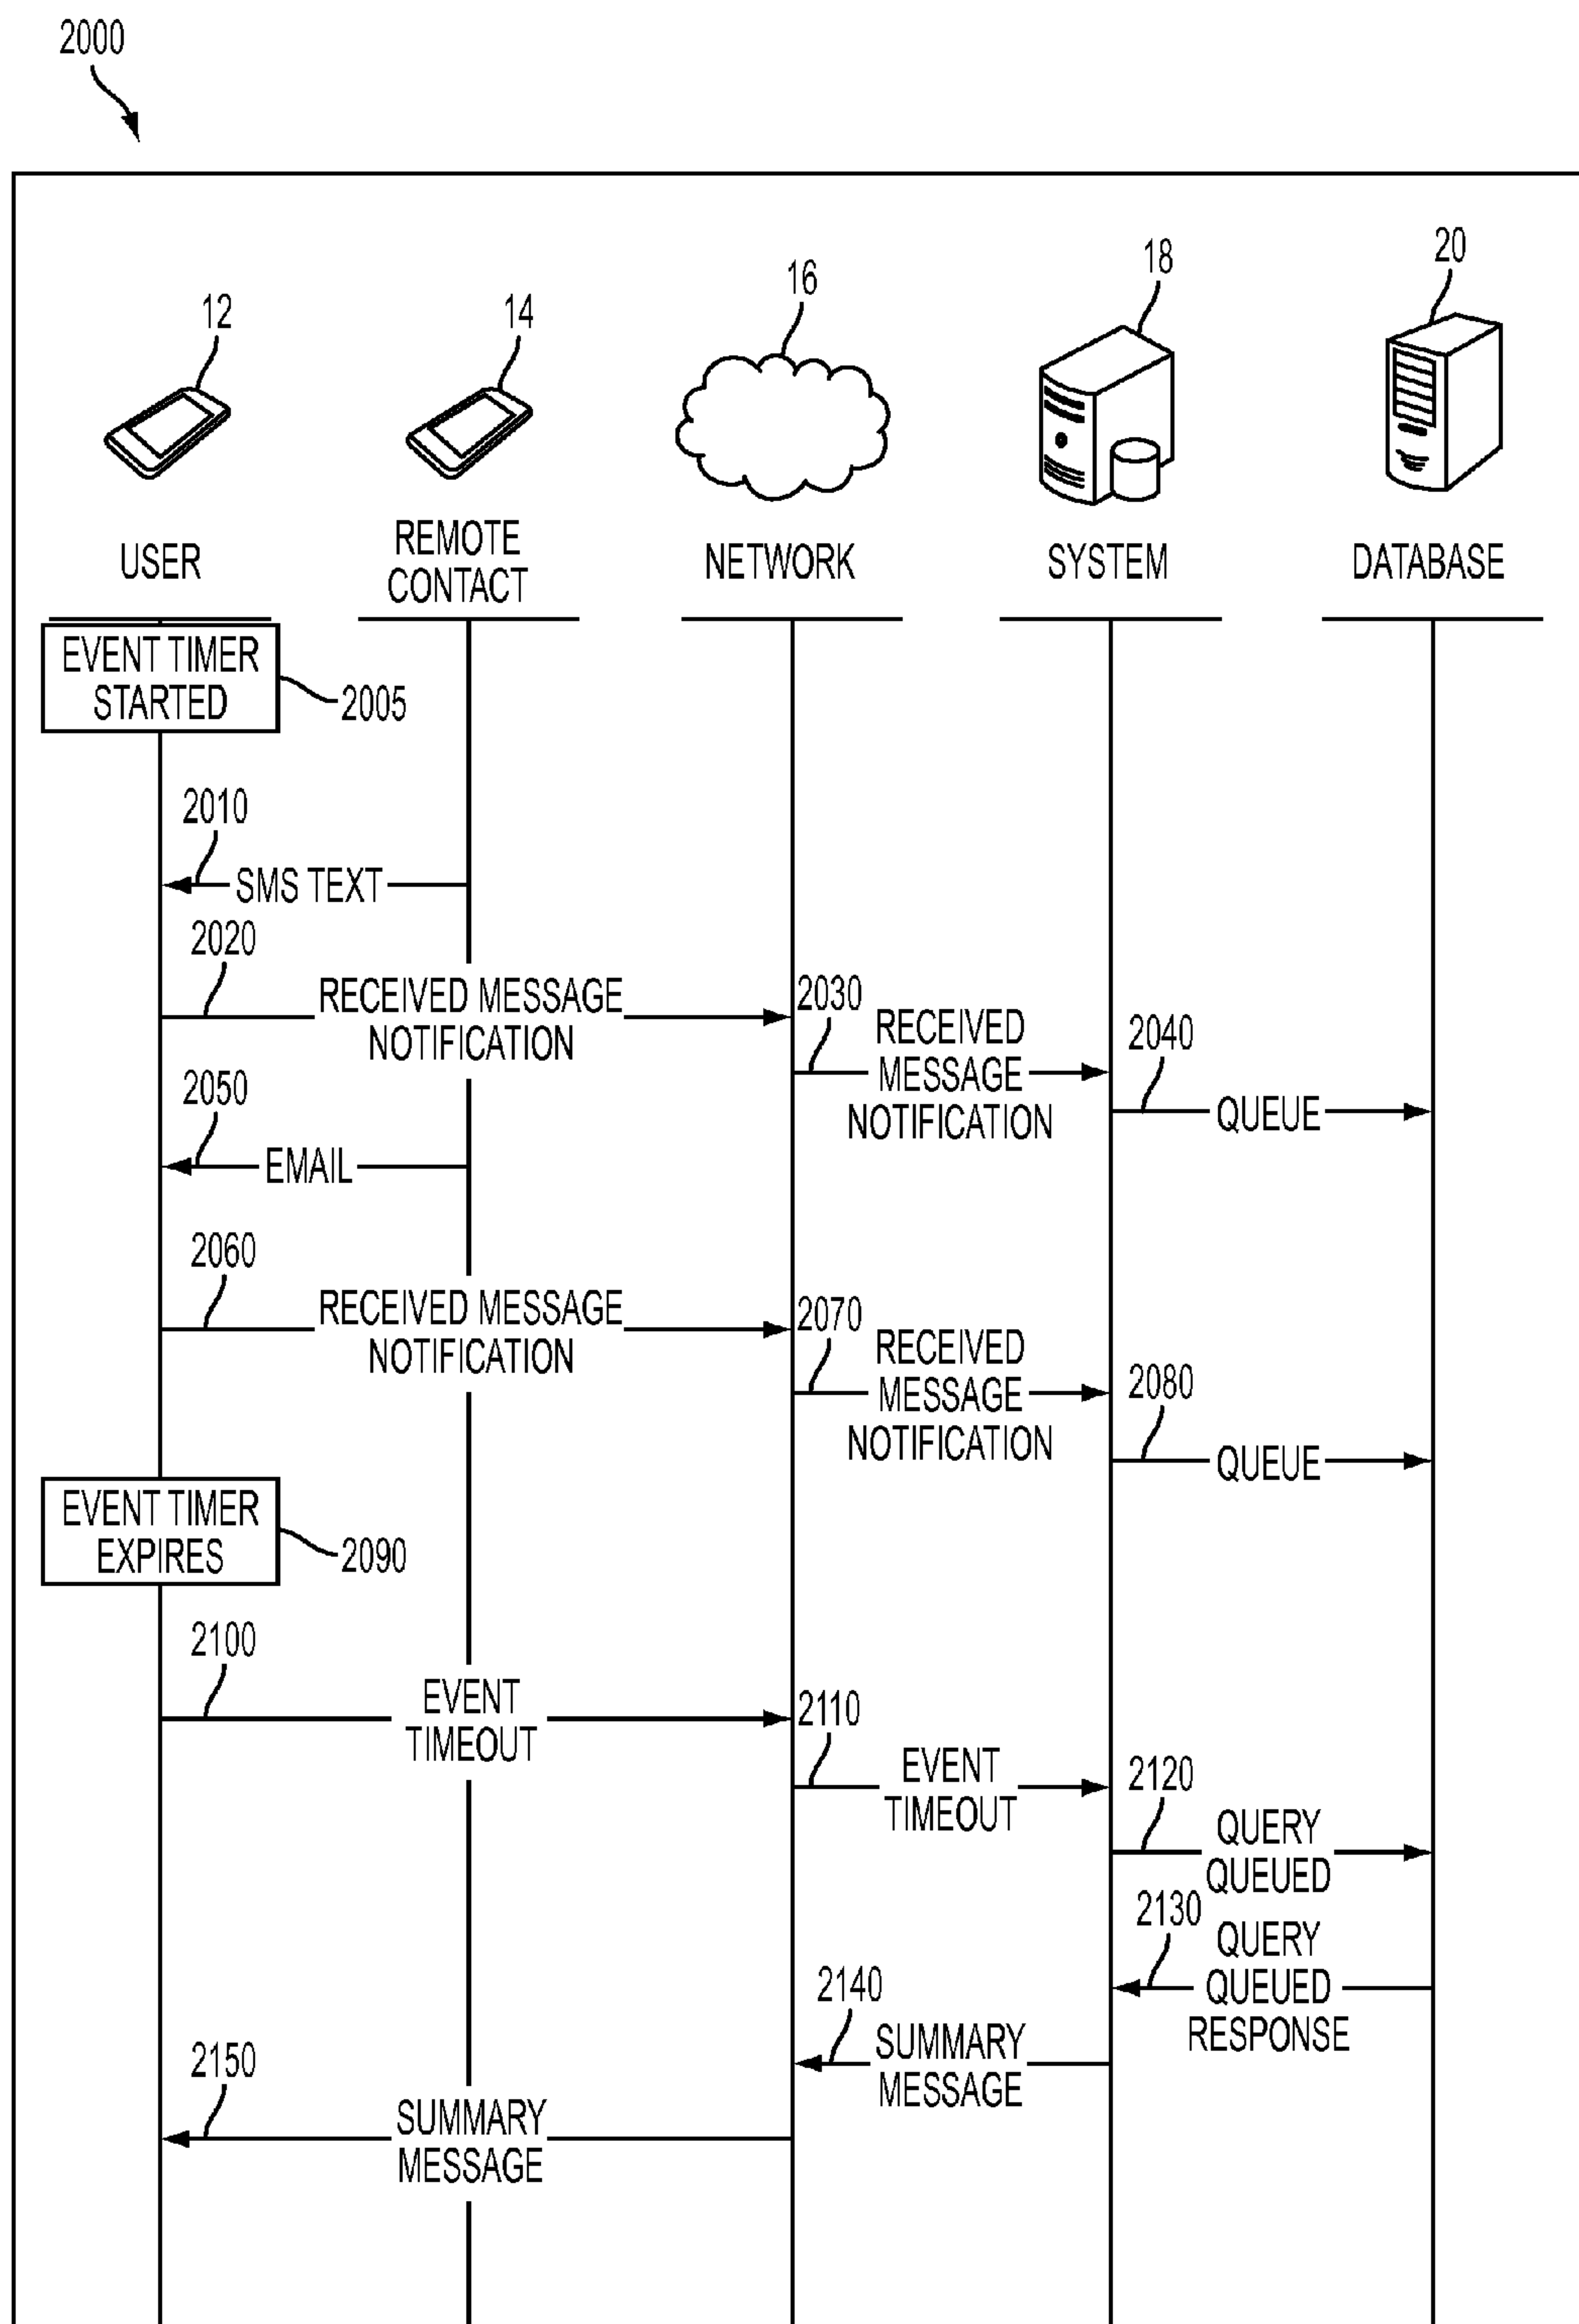 2000
12
14
16
18
20
USER
REMOTE
CONTACT
NETWORK
SYSTEM
DATABASE
EVENT TIMER
STARTED
2005
2010
SMS TEXT
2020
RECEIVED MESSAGE
NOTIFICATION
2030
RECEIVED
MESSAGE
NOTIFICATION
2040
QUEUE
2050
EMAIL
2060
RECEIVED MESSAGE
NOTIFICATION
2070
RECEIVED
MESSAGE
NOTIFICATION
2080
QUEUE
EVENT TIMER
EXPIRES
2090
2100
EVENT
TIMEOUT
2110
EVENT
TIMEOUT
2120
QUERY
QUEUED
2130
QUERY
QUEUED
RESPONSE
2140
SUMMARY
MESSAGE
2150
SUMMARY
MESSAGE